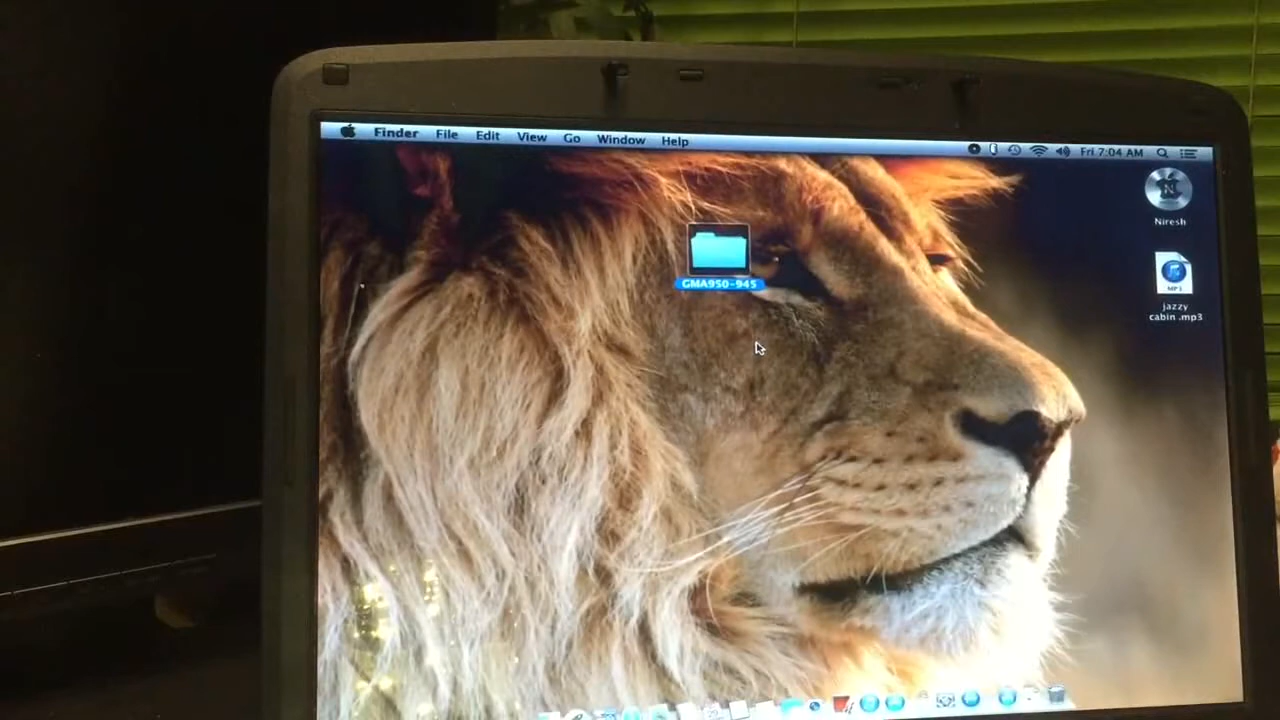 Finder File Edit View Go Window Help Fri 7:04 AM
N
Niresh
GMA950-945
MP3
jazzy
cabin .mp3